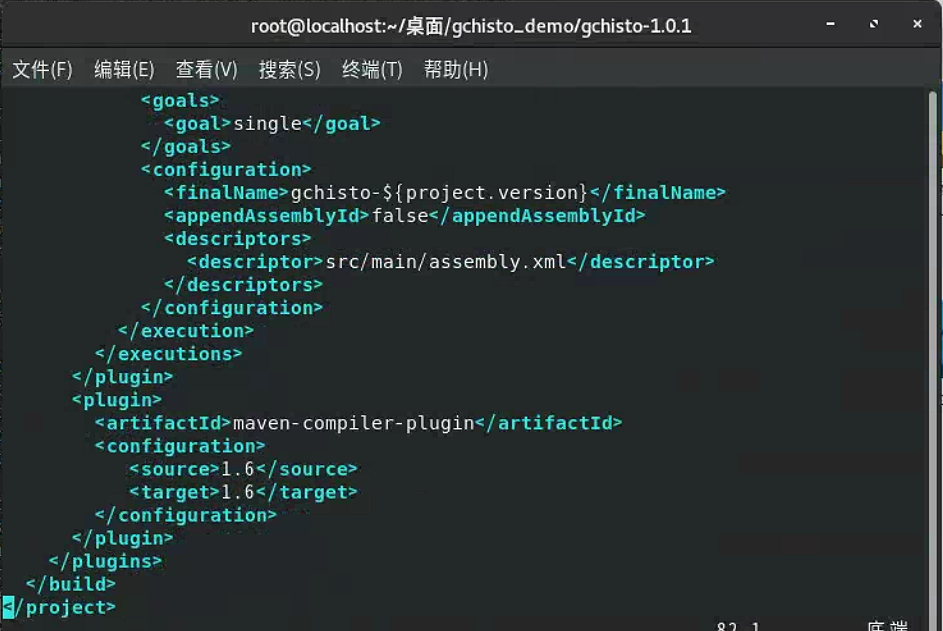 root@localhost:~/桌面/gchisto_demo/gchisto-1.0.1
文件(F) 编辑(E) 查看(V) 搜索(S) 终端(T) 帮助(H)
<goals>
<goal>single</goal>
</goals>
<configuration>
<finalName>gchisto-${project.version}</finalName>
<appendAssemblyId>false</appendAssemblyId>
<descriptors>
<descriptor>src/main/assembly.xml</descriptor>
</descriptors>
</configuration>
</execution>
</executions>
</plugin>
<plugin>
<artifactId>maven-compiler-plugin</artifactId>
<configuration>
<source>1.6</source>
<target>1.6</target>
</configuration>
</plugin>
</plugins>
</build>
</project>
82,1 底端